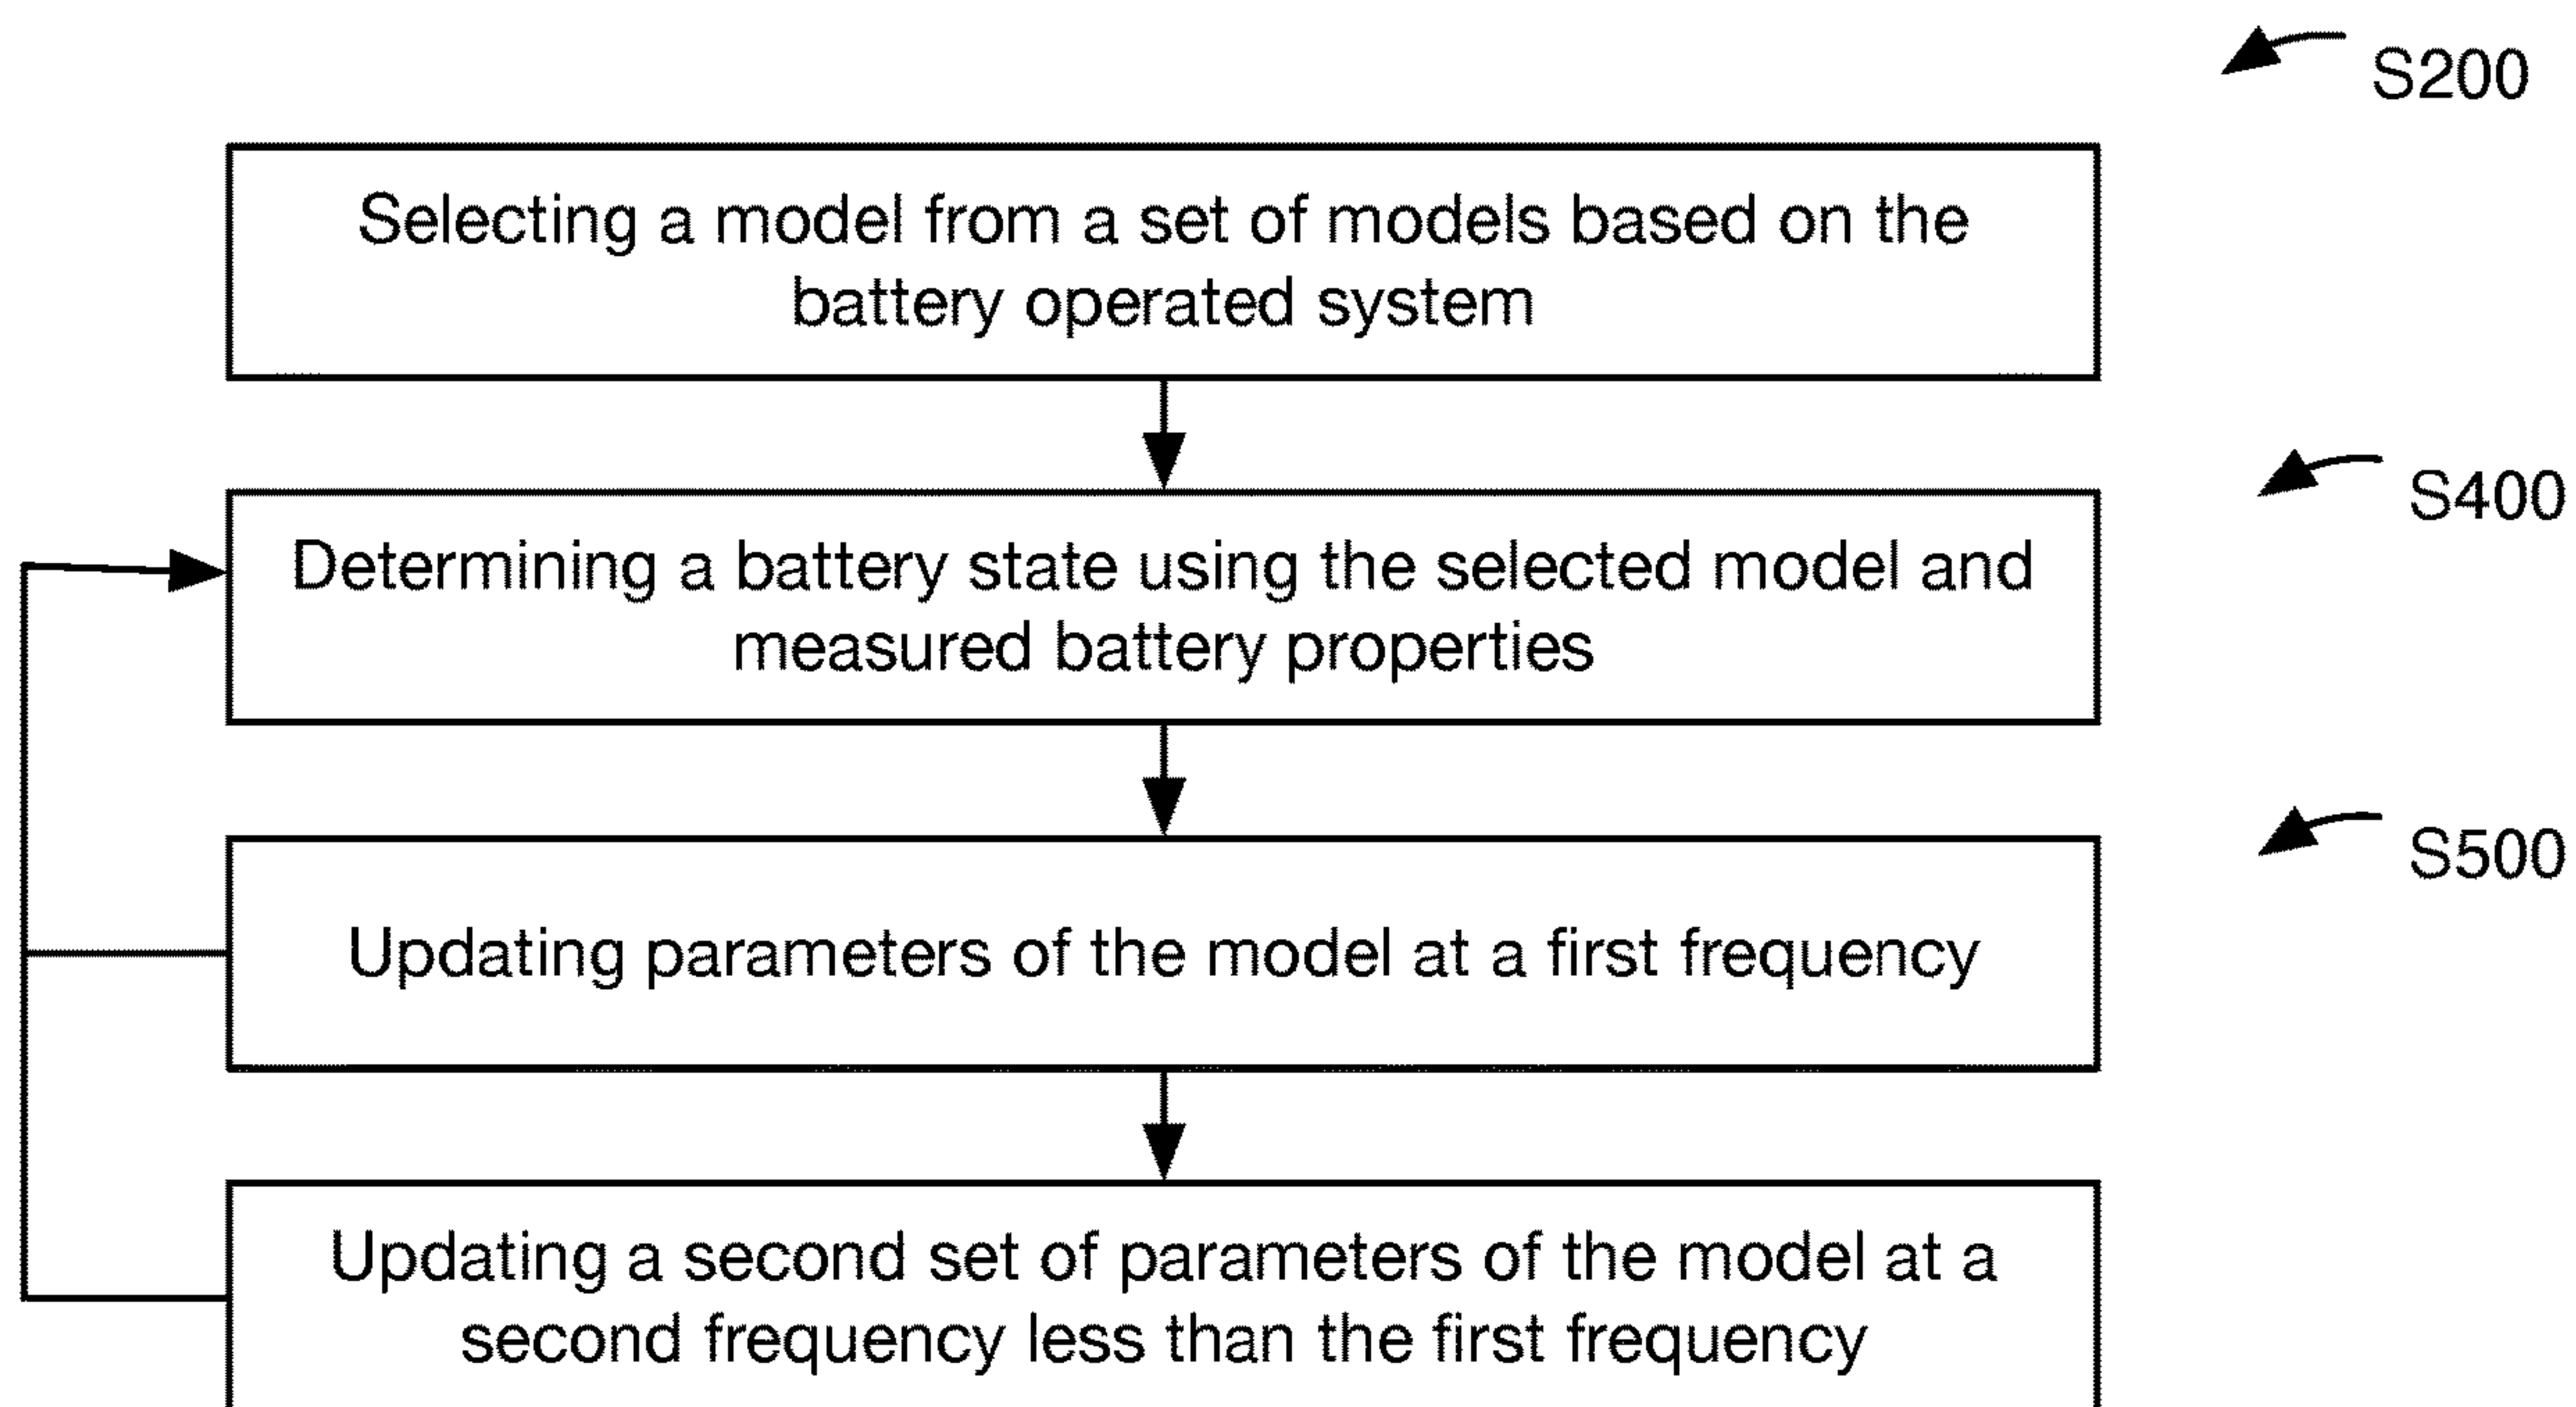 S200
Selecting a model from a set of models based on the
battery operated system
S400
Determining a battery state using the selected model and
measured battery properties
S500
Updating parameters of the model at a first frequency
Updating a second set of parameters of the model at a
second frequency less than the first frequency